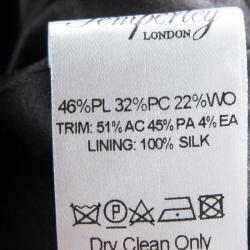 Temperley
LONDON
46%PL 32%PC 22%WO
TRIM: 51% AC 45% PA 4% EA
LINING: 100% SILK
P
Dry Clean Only